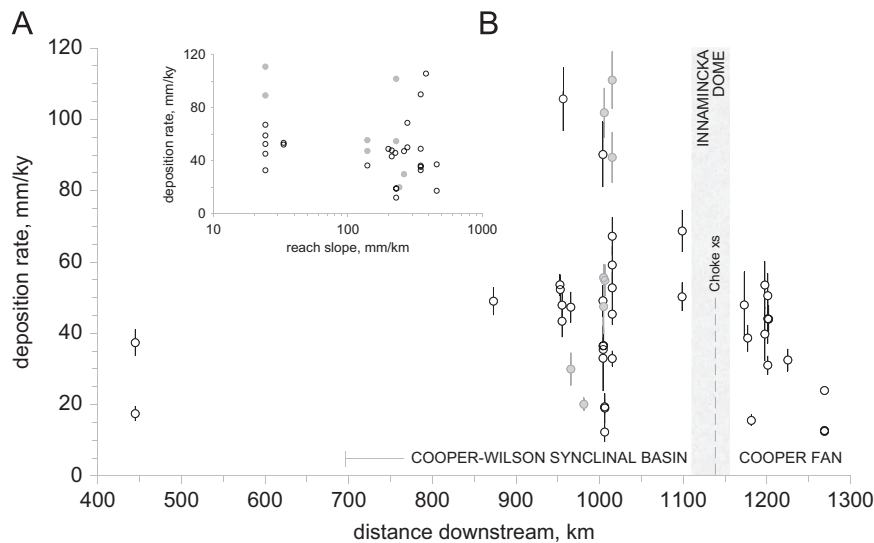 A
B
120
100
80
60
40
20
0
deposition rate, mm/ky
400
500
600
700
800
900
1000
1100
1200
1300
distance downstream, km
120
80
40
0
deposition rate, mm/ky
10
100
1000
reach slope, mm/km
INNAMINCKA
DOME
Choke xs
COOPER-WILSON SYNCLINAL BASIN
COOPER FAN